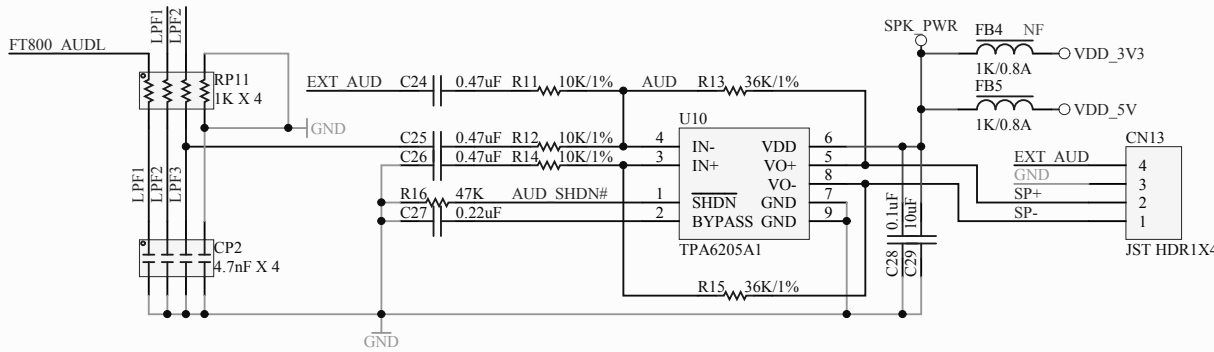 LPF1
LPF2
SPK_PWR
FB4 NF
FT800_AUDL
VDD_3V3
RP11
1K X 4
EXT_AUD
C24
0.47uF
R11
10K/1%
AUD
R13
36K/1%
1K/0.8A
FB5
VDD_5V
1K/0.8A
GND
U10
C25
0.47uF
R12
10K/1%
4 IN- VDD 6
C26
0.47uF
R14
10K/1%
3 IN+ VO+ 5
VO- 8
R16
47K
AUD_SHDN#
1 SHDN GND 7
C27
0.22uF
2 BYPASS GND 9
TPA6205A1
CN13
EXT_AUD 4
GND 3
SP+ 2
SP- 1
JST HDR1X4
LPF1
LPF2
LPF3
0.1uF
10uF
C28
C29
CP2
4.7nF X 4
R15
36K/1%
GND